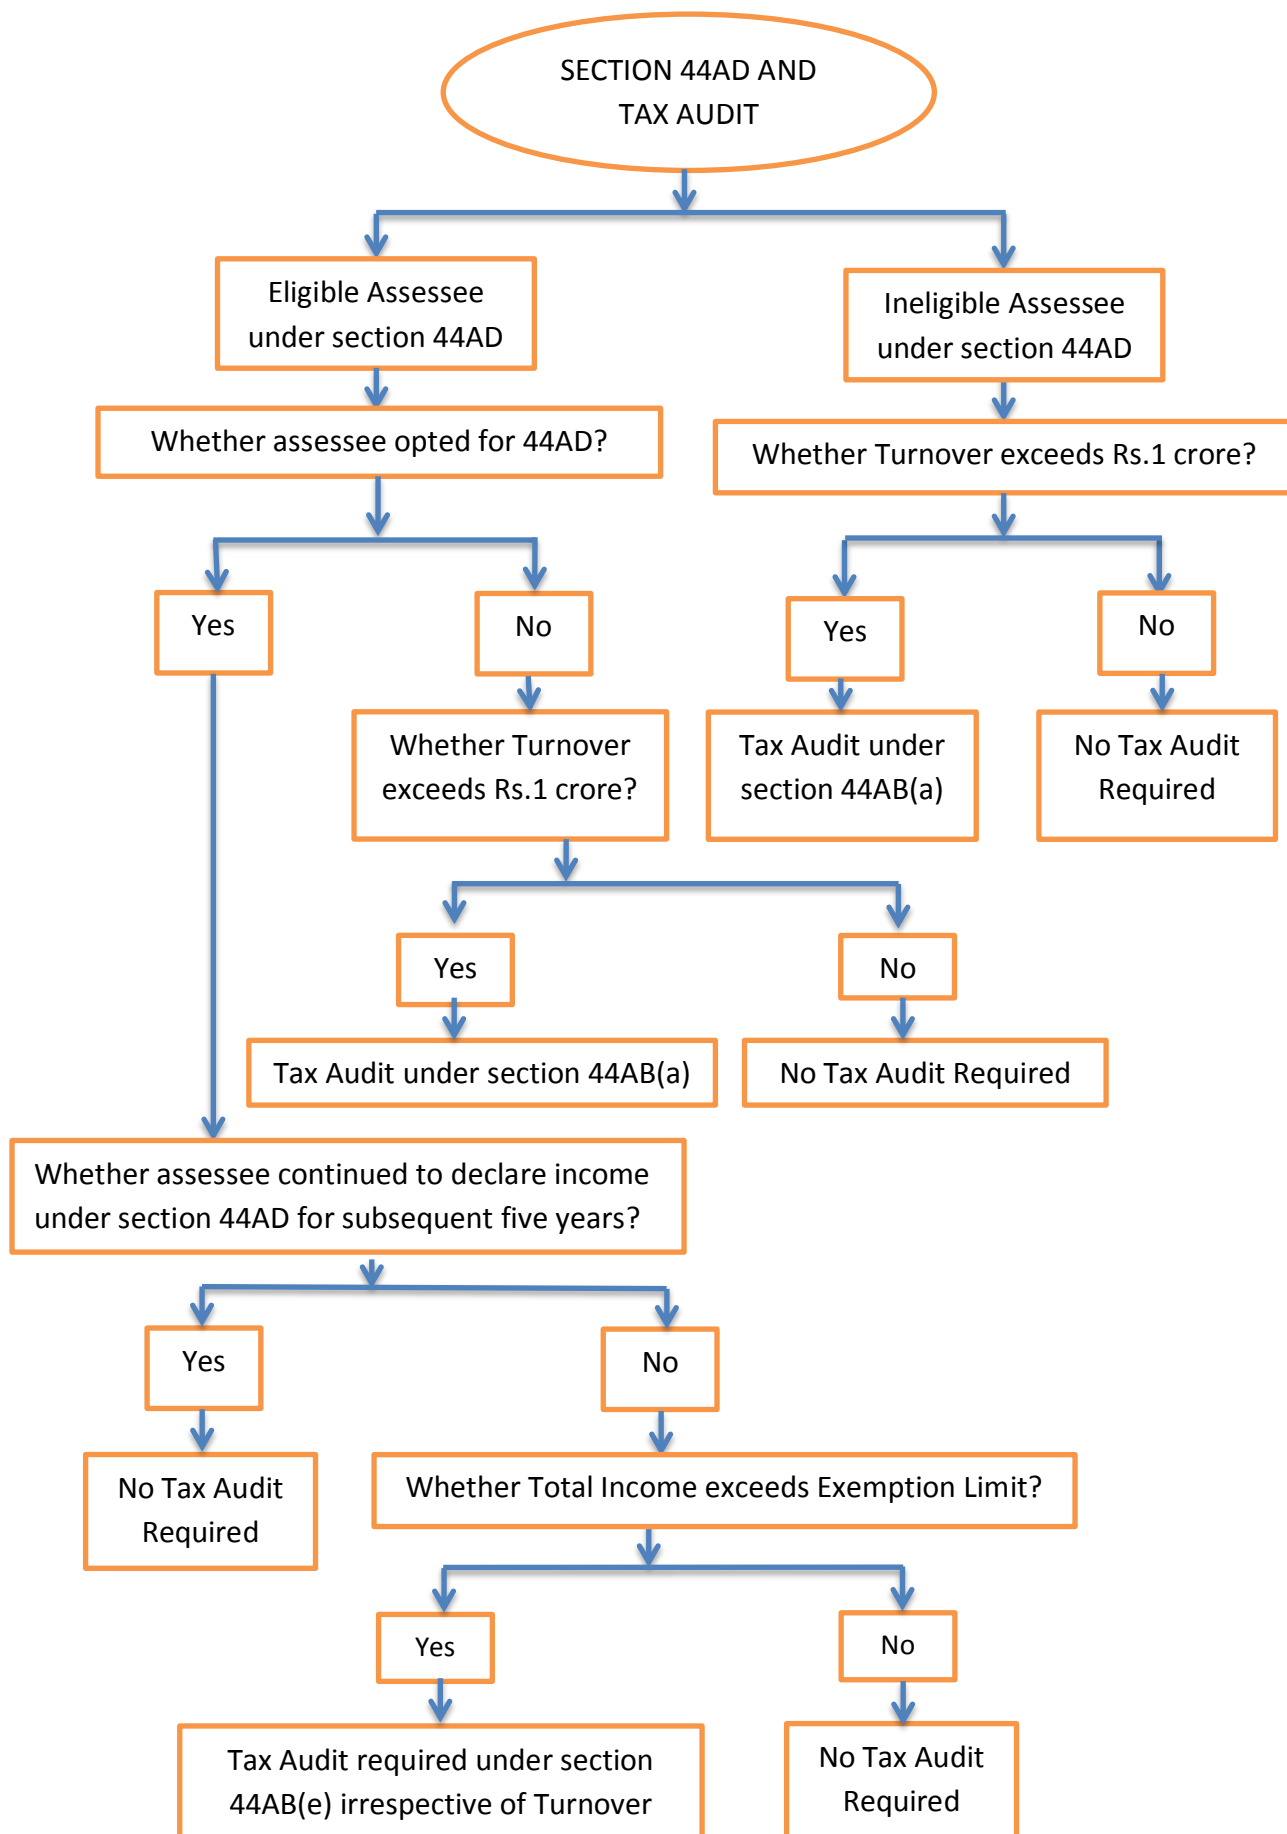 SECTION 44AD AND
TAX AUDIT
Eligible Assessee
under section 44AD
Ineligible Assessee
under section 44AD
Whether assessee opted for 44AD?
Whether Turnover exceeds Rs.1 crore?
Yes
No
Yes
No
Whether Turnover
exceeds Rs.1 crore?
Tax Audit under
section 44AB(a)
No Tax Audit
Required
Yes
No
Tax Audit under section 44AB(a)
No Tax Audit Required
Whether assessee continued to declare income
under section 44AD for subsequent five years?
Yes
No
No Tax Audit
Required
Whether Total Income exceeds Exemption Limit?
Yes
No
Tax Audit required under section
44AB(e) irrespective of Turnover
No Tax Audit
Required